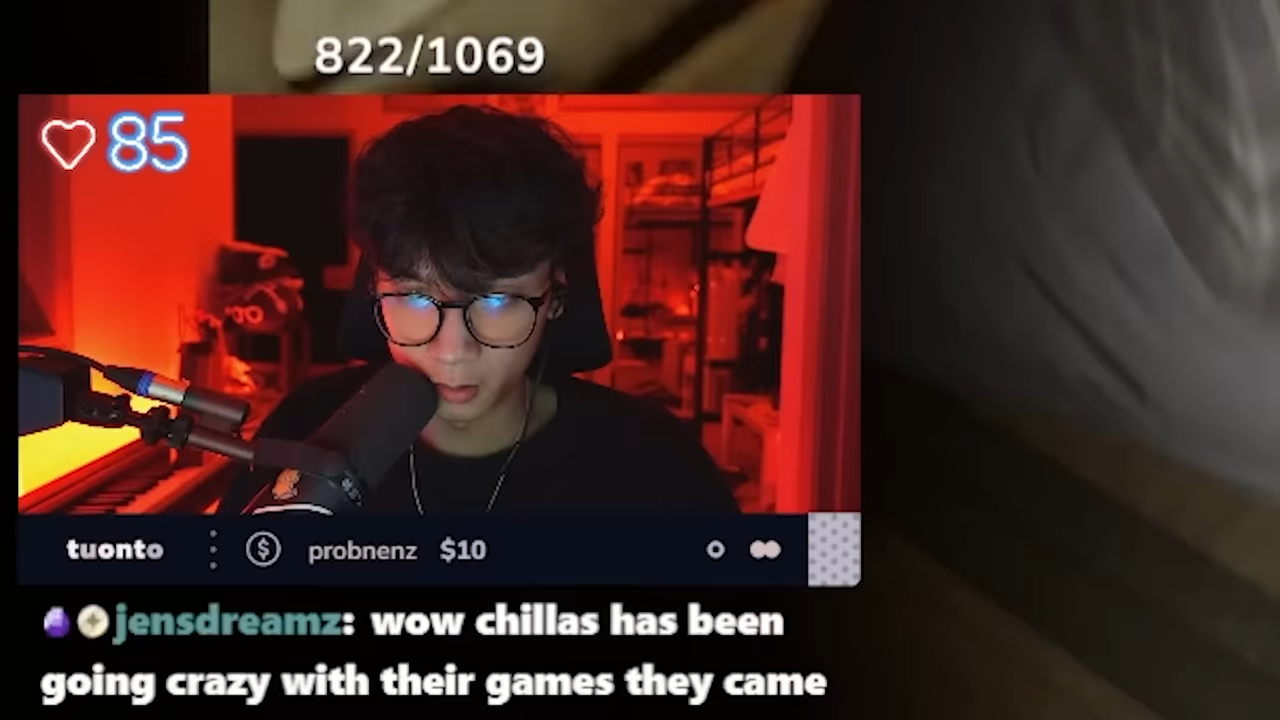 822/1069
85
tuonto $ probnenz $10
jensdreamz: wow chillas has been
going crazy with their games they came